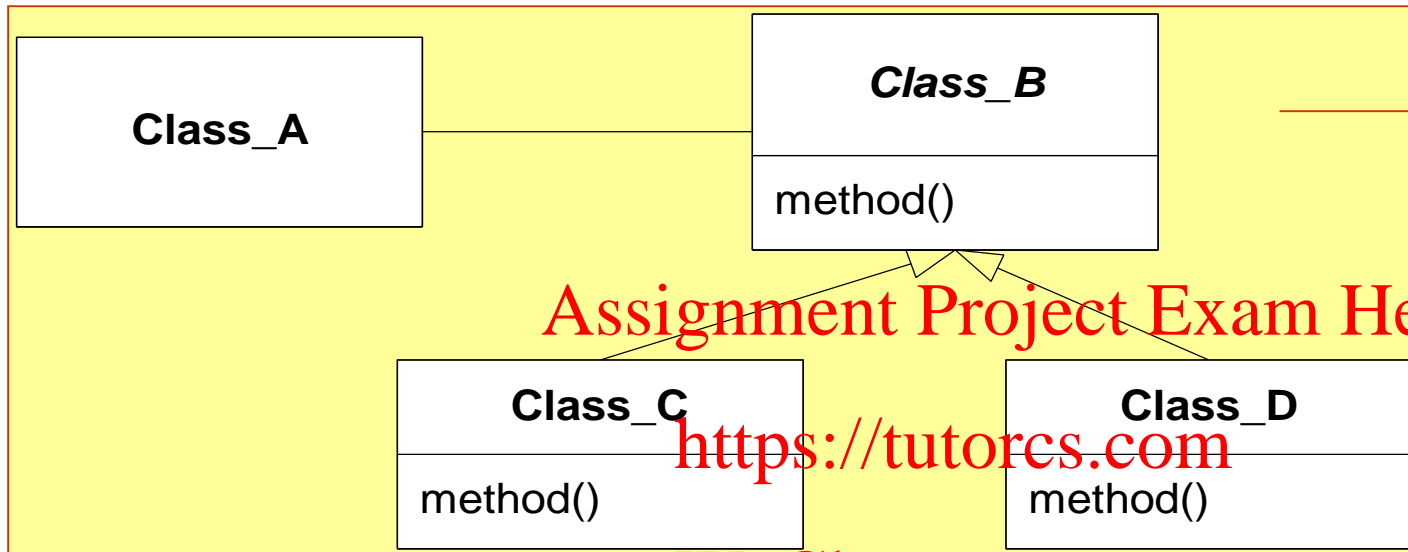 Class_A
Class_B
method()
Assignment Project Exam He
Class_C
Class_D
https://tutorcs.com
method()
method()